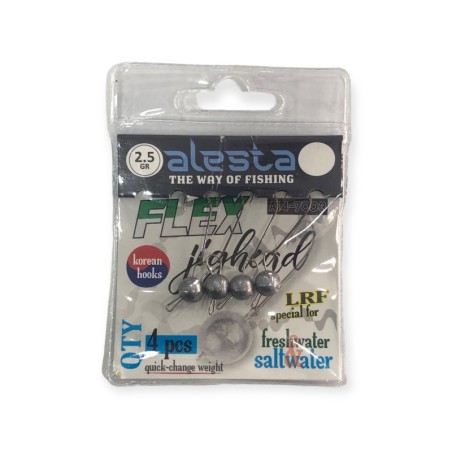 2.5
GR
alesta
THE WAY OF FISHING
FLEX
jighead
korean
hooks
LRF
special for
freshwater
&
saltwater
QTY
4 pcs
quick-change weight